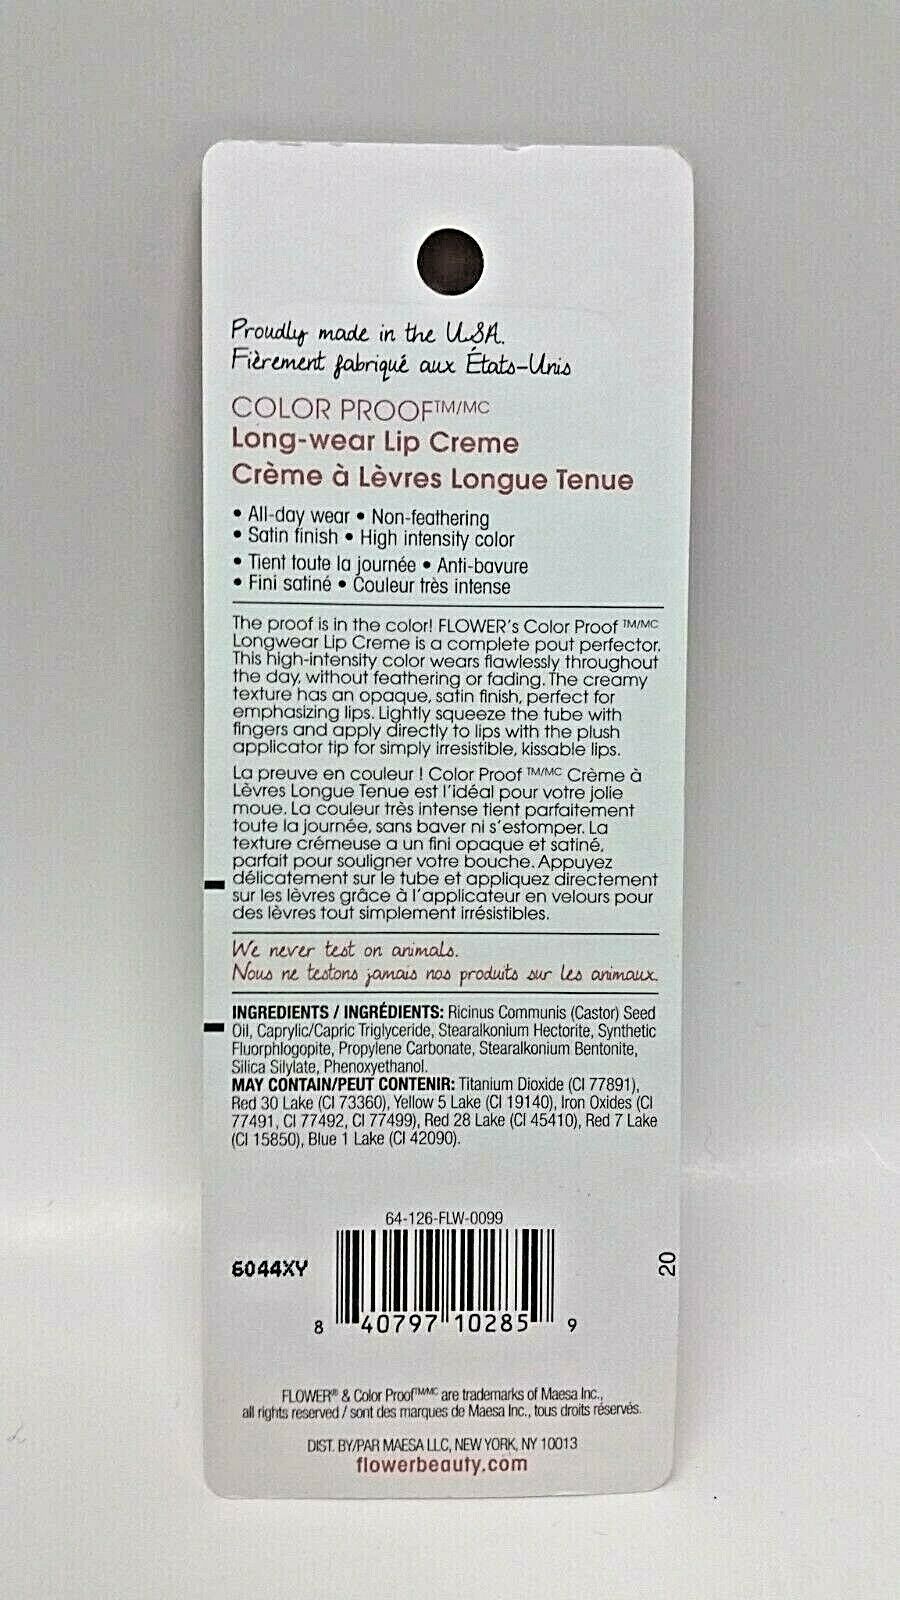 Proudly made in the U.S.A.
Fièrement fabriqué aux États-Unis
COLOR PROOF™/MC
Long-wear Lip Creme
Crème à Lèvres Longue Tenue
• All-day wear • Non-feathering
• Satin finish • High intensity color
• Tient toute la journée • Anti-bavure
• Fini satiné • Couleur très intense
The proof is in the color! FLOWER's Color Proof ™/MC
Longwear Lip Creme is a complete pout perfector.
This high-intensity color wears flawlessly throughout
the day, without feathering or fading. The creamy
texture has an opaque, satin finish, perfect for
emphasizing lips. Lightly squeeze the tube with
fingers and apply directly to lips with the plush
applicator tip for simply irresistible, kissable lips.
La preuve en couleur ! Color Proof ™/MC Crème à
Lèvres Longue Tenue est l'idéal pour votre jolie
moue. La couleur très intense tient parfaitement
toute la journée, sans baver ni s'estomper. La
texture crémeuse a un fini opaque et satiné,
parfait pour souligner votre bouche. Appuyez
délicatement sur le tube et appliquez directement
sur les lèvres grâce à l'applicateur en velours pour
des lèvres tout simplement irrésistibles.
We never test on animals.
Nous ne testons jamais nos produits sur les animaux.
INGREDIENTS / INGRÉDIENTS: Ricinus Communis (Castor) Seed
Oil, Caprylic/Capric Triglyceride, Stearalkonium Hectorite, Synthetic
Fluorphlogopite, Propylene Carbonate, Stearalkonium Bentonite,
Silica Silylate, Phenoxyethanol.
MAY CONTAIN/PEUT CONTENIR: Titanium Dioxide (CI 77891),
Red 30 Lake (CI 73360), Yellow 5 Lake (CI 19140), Iron Oxides (CI
77491, CI 77492, CI 77499), Red 28 Lake (CI 45410), Red 7 Lake
(CI 15850), Blue 1 Lake (CI 42090).
64-126-FLW-0099
6044XY
20
8 40797 10285 9
FLOWER® & Color Proof™/MC are trademarks of Maesa Inc.,
all rights reserved / sont des marques de Maesa Inc., tous droits réservés.
DIST. BY/PAR MAESA LLC, NEW YORK, NY 10013
flowerbeauty.com